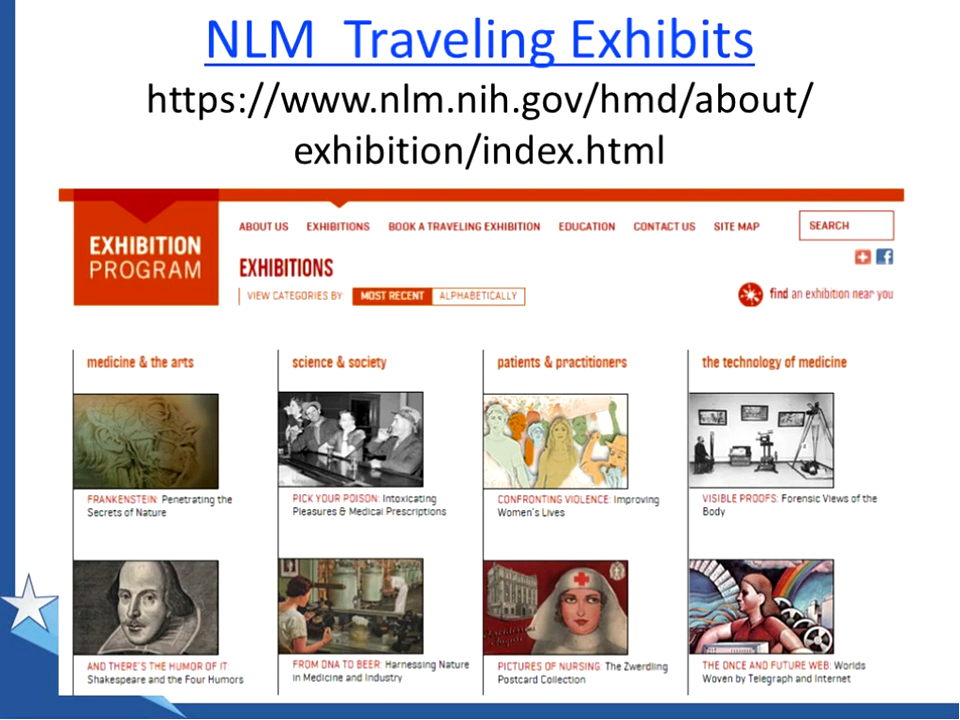 NLM Traveling Exhibits
https://www.nlm.nih.gov/hmd/about/
exhibition/index.html
EXHIBITION
PROGRAM
ABOUT US EXHIBITIONS BOOK A TRAVELING EXHIBITION EDUCATION CONTACT US SITE MAP SEARCH
EXHIBITIONS
VIEW CATEGORIES BY: MOST RECENT ALPHABETICALLY
find an exhibition near you
medicine & the arts
FRANKENSTEIN: Penetrating the
Secrets of Nature
AND THERE'S THE HUMOR OF IT
Shakespeare and the Four Humors
science & society
PICK YOUR POISON: Intoxicating
Pleasures & Medical Prescriptions
FROM DNA TO BEER: Harnessing Nature
in Medicine and Industry
patients & practitioners
CONFRONTING VIOLENCE: Improving
Women's Lives
PICTURES OF NURSING: The Zwerdling
Postcard Collection
the technology of medicine
VISIBLE PROOFS: Forensic Views of the
Body
THE ONCE AND FUTURE WEB: Worlds
Woven by Telegraph and Internet